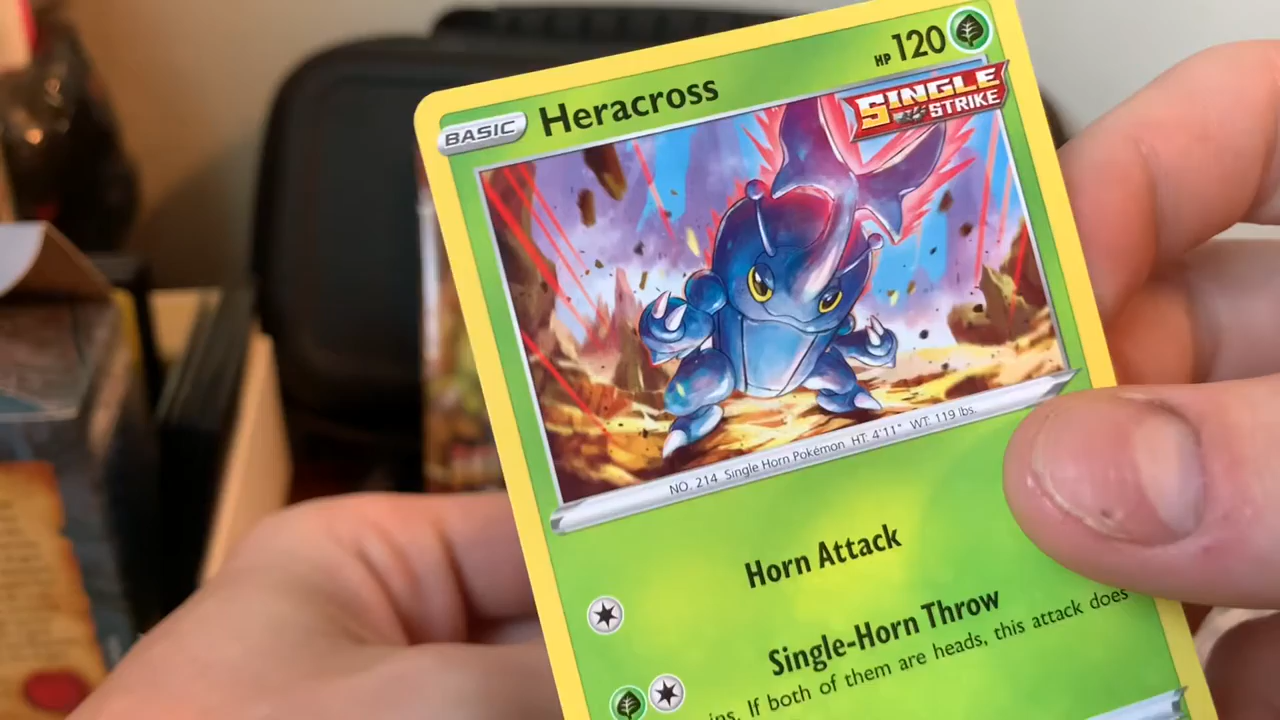 BASIC Heracross HP 120
SINGLE
STRIKE
NO. 214 Single Horn Pokémon HT: 4'11" WT: 119 lbs.
Horn Attack
Single-Horn Throw
If both of them are heads, this attack does